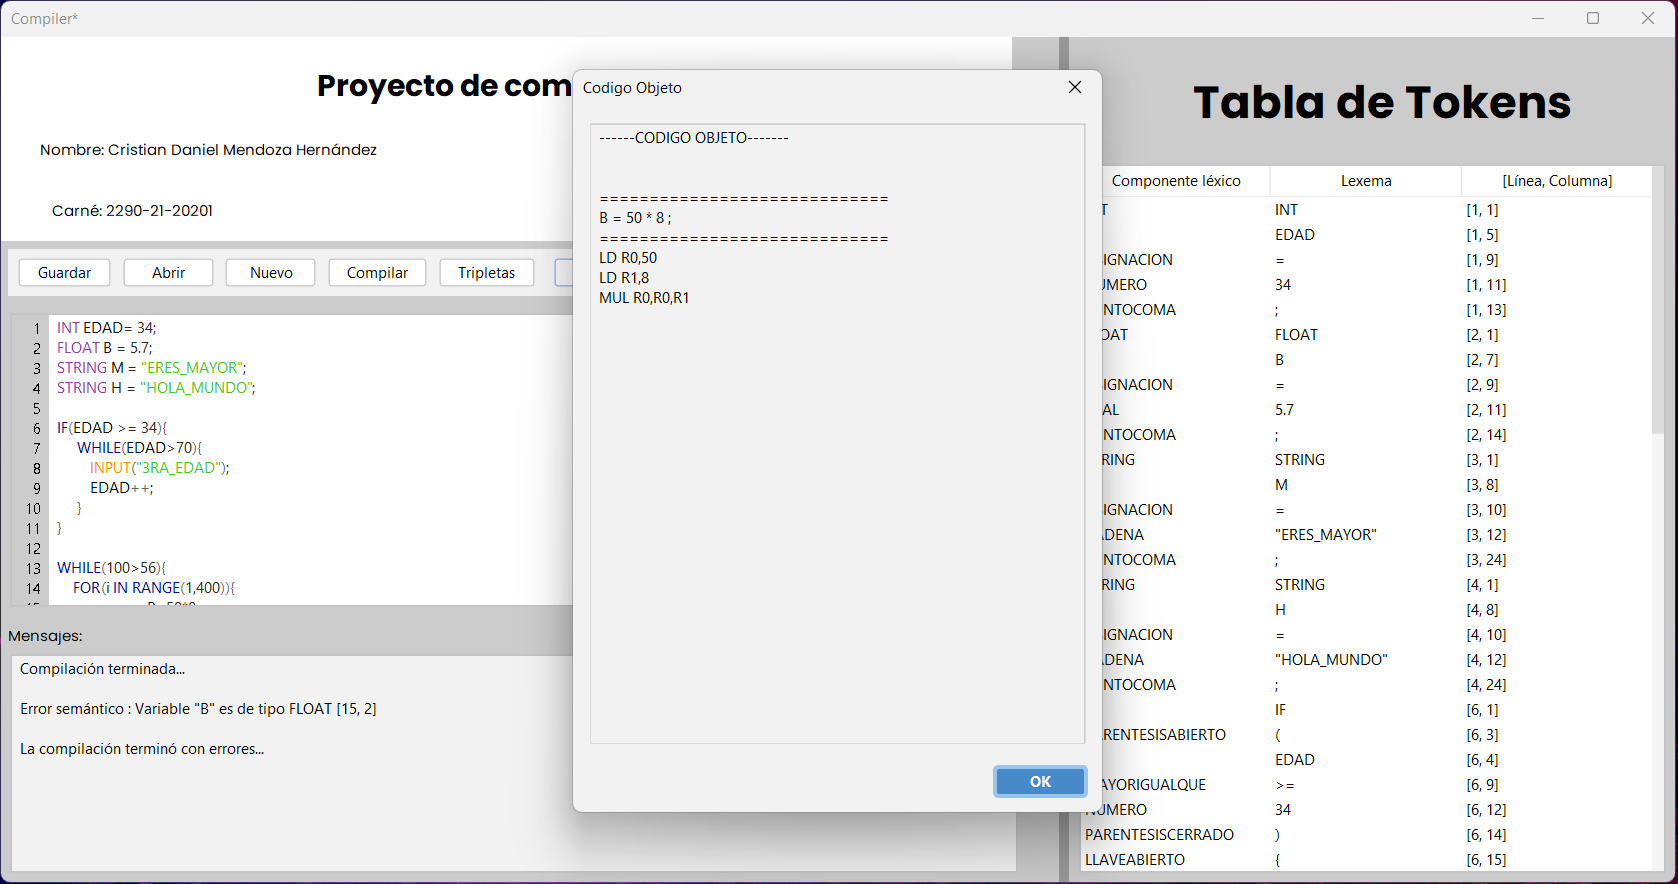 Compiler*
Proyecto de com
Nombre: Cristian Daniel Mendoza Hernández
Carné: 2290-21-20201
Guardar
Abrir
Nuevo
Compilar
Tripletas
1 INT EDAD= 34;
2 FLOAT B = 5.7;
3 STRING M = "ERES_MAYOR";
4 STRING H = "HOLA_MUNDO";
5
6 IF(EDAD >= 34){
7 WHILE(EDAD>70){
8 INPUT("3RA_EDAD");
9 EDAD++;
10 }
11 }
12
13 WHILE(100>56){
14 FOR(i IN RANGE(1,400)){
Mensajes:
Compilación terminada...
Error semántico : Variable "B" es de tipo FLOAT [15, 2]
La compilación terminó con errores...
Codigo Objeto
------CODIGO OBJETO-------
=============================
B = 50 * 8 ;
=============================
LD R0,50
LD R1,8
MUL R0,R0,R1
OK
Tabla de Tokens
Componente léxico Lexema [Línea, Columna]
T INT [1, 1]
EDAD [1, 5]
IGNACION = [1, 9]
UMERO 34 [1, 11]
NTOCOMA ; [1, 13]
OAT FLOAT [2, 1]
B [2, 7]
IGNACION = [2, 9]
AL 5.7 [2, 11]
NTOCOMA ; [2, 14]
RING STRING [3, 1]
M [3, 8]
IGNACION = [3, 10]
DENA "ERES_MAYOR" [3, 12]
NTOCOMA ; [3, 24]
RING STRING [4, 1]
H [4, 8]
IGNACION = [4, 10]
DENA "HOLA_MUNDO" [4, 12]
NTOCOMA ; [4, 24]
IF [6, 1]
RENTESISABIERTO ( [6, 3]
EDAD [6, 4]
AYORIGUALQUE >= [6, 9]
NUMERO 34 [6, 12]
PARENTESISCERRADO ) [6, 14]
LLAVEABIERTO { [6, 15]